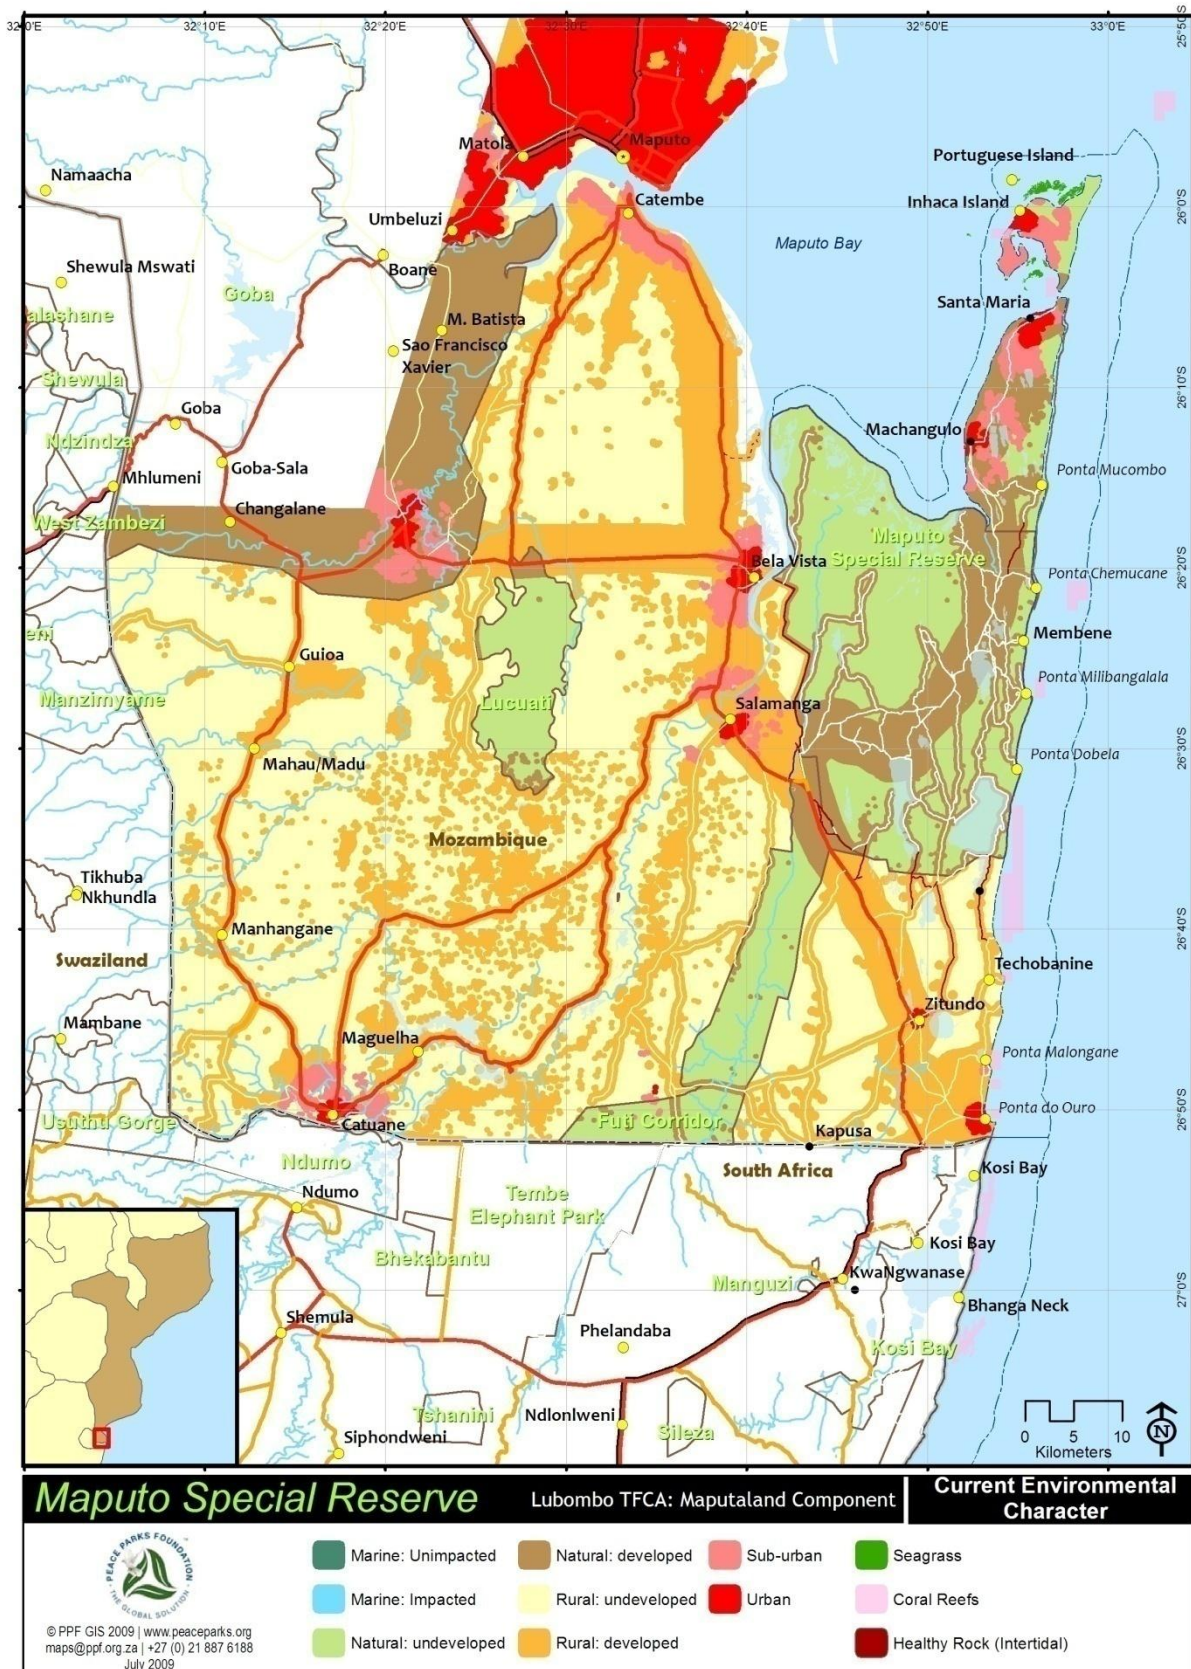 32°0'E 32°10'E 32°20'E 32°30'E 32°40'E 32°50'E 33°0'E
25°50'S
Matola
Maputo
Portuguese Island
Namaacha
Inhaca Island
Catembe
26°0'S
Umbeluzi
Maputo Bay
Shewula Mswati
Boane
Goba
Santa Maria
alashane
M. Batista
Sao Francisco
Xavier
Shewula
26°10'S
Goba
Machangulo
Ndzindza
Goba-Sala
Ponta Mucombo
Mhlumeni
Changalane
West Zambezi
Maputo
Special Reserve
Bela Vista
26°20'S
Ponta Chemucane
eni
Membene
Guioa
Manzimyame
Ponta Milibangalala
Lucuati
Salamanga
26°30'S
Mahau/Madu
Ponta Dobela
Mozambique
Tikhuba
Nkhundla
Manhangane
26°40'S
Swaziland
Techobanine
Zitundo
Mambane
Maguelha
Ponta Malongane
26°50'S
Usuthu Gorge
Catuane
Futi Corridor
Ponta do Ouro
Kapusa
Ndumo
South Africa
Kosi Bay
Ndumo
Tembe
Elephant Park
Kosi Bay
Bhekabantu
Manguzi
KwaNgwanase
27°0'S
Bhanga Neck
Shemula
Phelandaba
Kosi Bay
Tshanini
Ndlonlweni
Sileza
Siphondweni
0 5 10
Kilometers
N
Maputo Special Reserve
Lubombo TFCA: Maputaland Component
Current Environmental
Character
PEACE PARKS FOUNDATION
THE GLOBAL SOLUTION
© PPF GIS 2009 | www.peaceparks.org
maps@ppf.org.za | +27 (0) 21 887 6188
July 2009
Marine: Unimpacted
Marine: Impacted
Natural: undeveloped
Natural: developed
Rural: undeveloped
Rural: developed
Sub-urban
Urban
Seagrass
Coral Reefs
Healthy Rock (Intertidal)